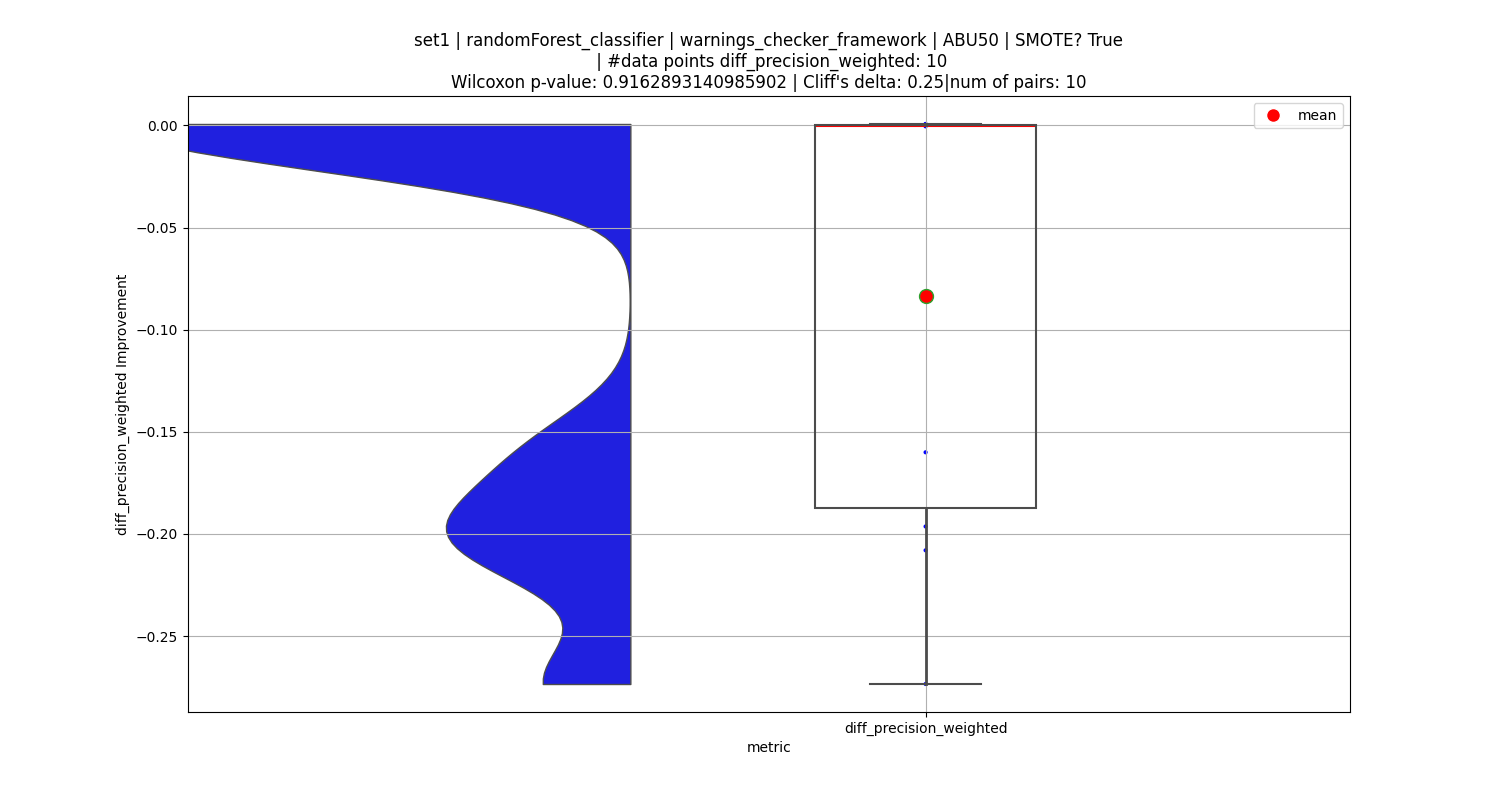 set1 | randomForest_classifier | warnings_checker_framework | ABU50 | SMOTE? True
| #data points diff_precision_weighted: 10
Wilcoxon p-value: 0.9162893140985902 | Cliff's delta: 0.25|num of pairs: 10
mean
0.00
−0.05
−0.10
−0.15
−0.20
−0.25
diff_precision_weighted Improvement
diff_precision_weighted
metric